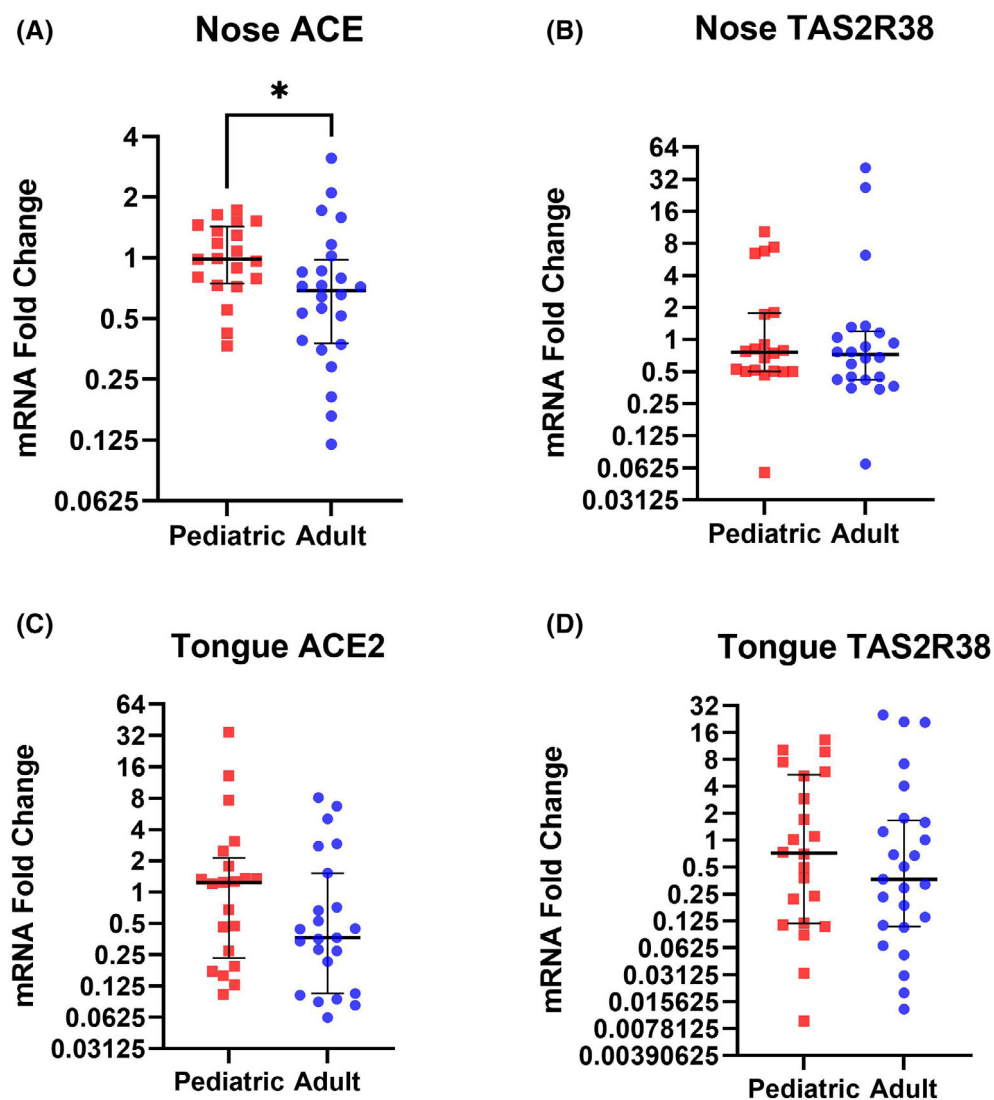 (A)
Nose ACE
*
mRNA Fold Change
4
2
1
0.5
0.25
0.125
0.0625
Pediatric Adult
(B)
Nose TAS2R38
mRNA Fold Change
64
32
16
8
4
2
1
0.5
0.25
0.125
0.0625
0.03125
Pediatric Adult
(C)
Tongue ACE2
mRNA Fold Change
64
32
16
8
4
2
1
0.5
0.25
0.125
0.0625
0.03125
Pediatric Adult
(D)
Tongue TAS2R38
mRNA Fold Change
32
16
8
4
2
1
0.5
0.25
0.125
0.0625
0.03125
0.015625
0.0078125
0.00390625
Pediatric Adult